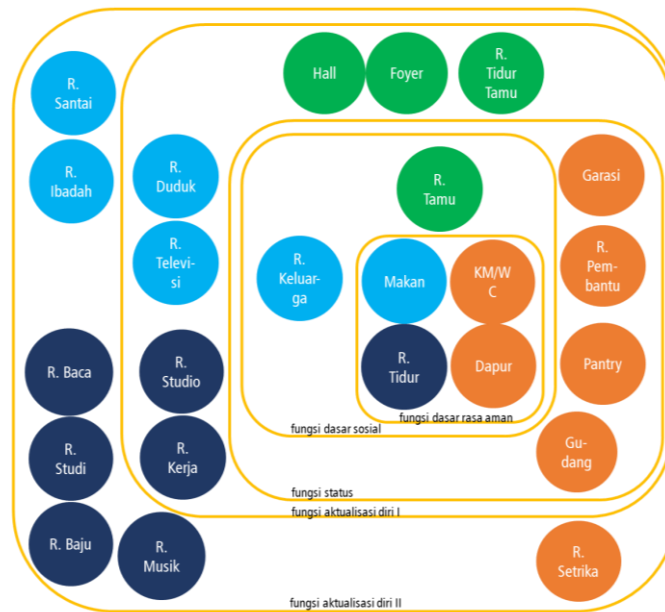 R.
Santai
Hall
Foyer
R.
Tidur
Tamu
R.
Ibadah
R.
Duduk
R.
Tamu
Garasi
R.
Televi-
si
R.
Keluar-
ga
Makan
KM/W
C
R.
Pem-
bantu
R. Baca
R.
Studio
R.
Tidur
Dapur
Pantry
fungsi dasar rasa aman
fungsi dasar sosial
R.
Studi
R.
Kerja
Gu-
dang
fungsi status
fungsi aktualisasi diri I
R. Baju
R.
Musik
R.
Setrika
fungsi aktualisasi diri II